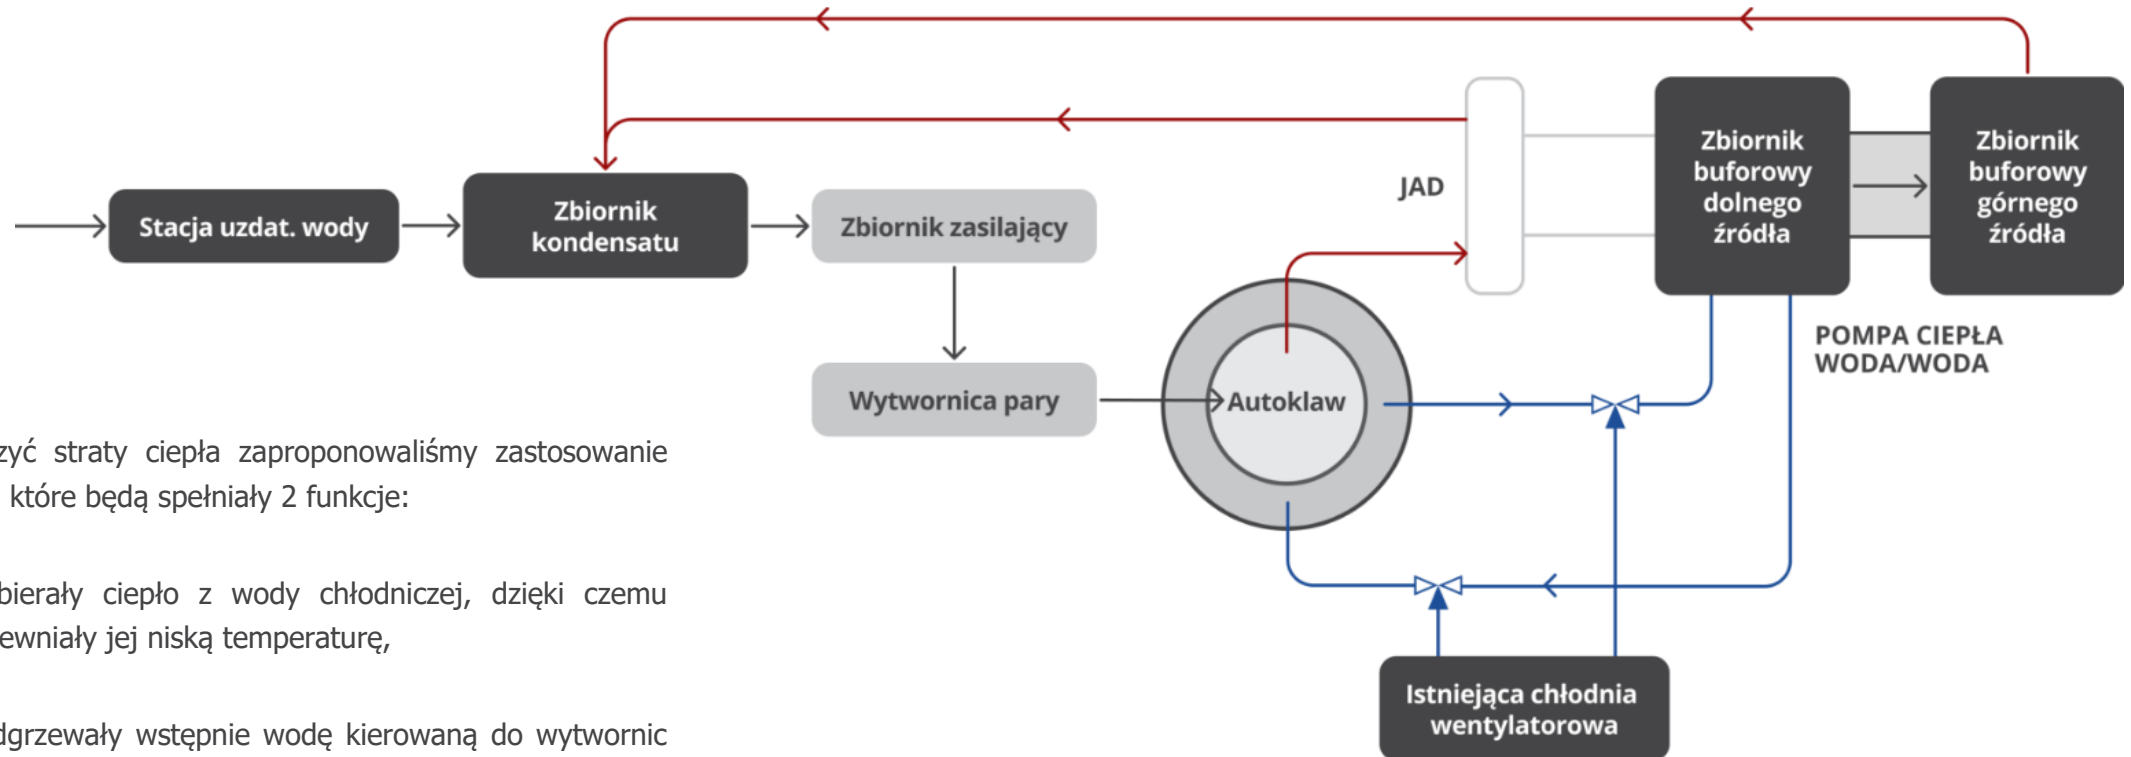 Zbiornik
buforowy
dolnego
źródła
Zbiornik
buforowy
górnego
źródła
JAD
Stacja uzdat. wody
Zbiornik
kondensatu
Zbiornik zasilający
POMPA CIEPŁA
WODA/WODA
Wytwornica pary
Autoklaw
zyć straty ciepła zaproponowaliśmy zastosowanie
które będą spełniały 2 funkcje:
bierały ciepło z wody chłodniczej, dzięki czemu
ewniały jej niską temperaturę,
dgrzewały wstępnie wodę kierowaną do wytwornic
Istniejąca chłodnia
wentylatorowa